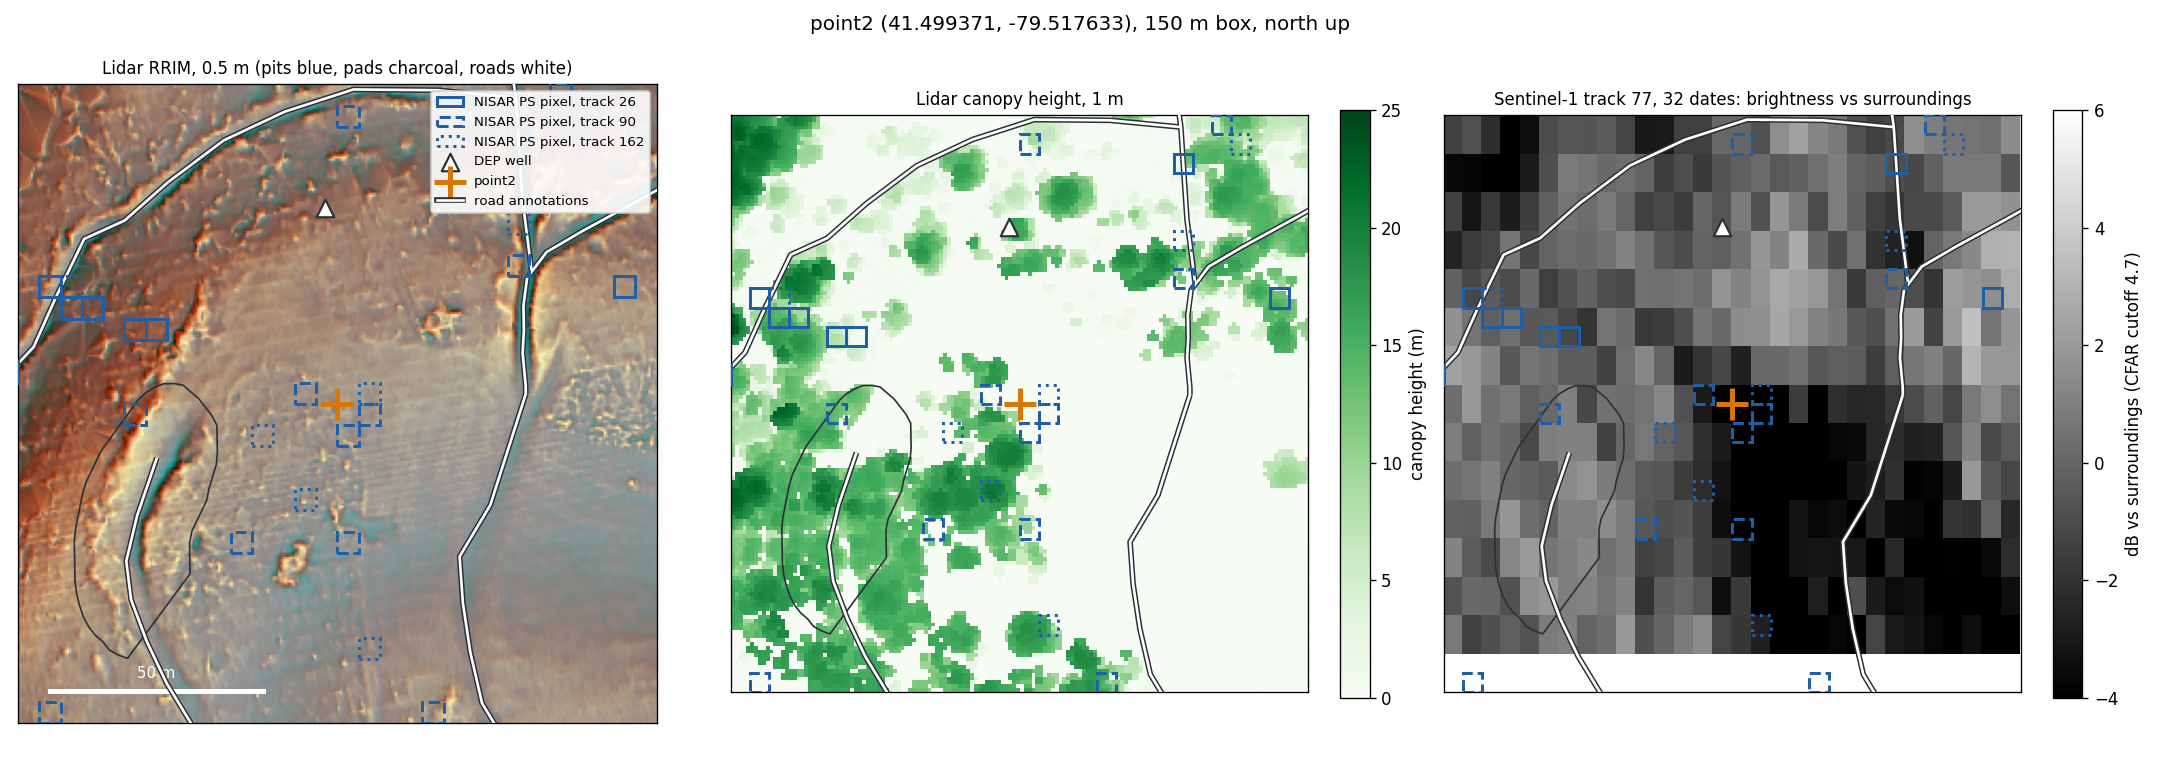 point2 (41.499371, -79.517633), 150 m box, north up
Lidar RRIM, 0.5 m (pits blue, pads charcoal, roads white)
NISAR PS pixel, track 26
NISAR PS pixel, track 90
NISAR PS pixel, track 162
DEP well
point2
road annotations
50 m
Lidar canopy height, 1 m
25
20
15
10
5
0
canopy height (m)
Sentinel-1 track 77, 32 dates: brightness vs surroundings
6
4
2
0
−2
−4
dB vs surroundings (CFAR cutoff 4.7)